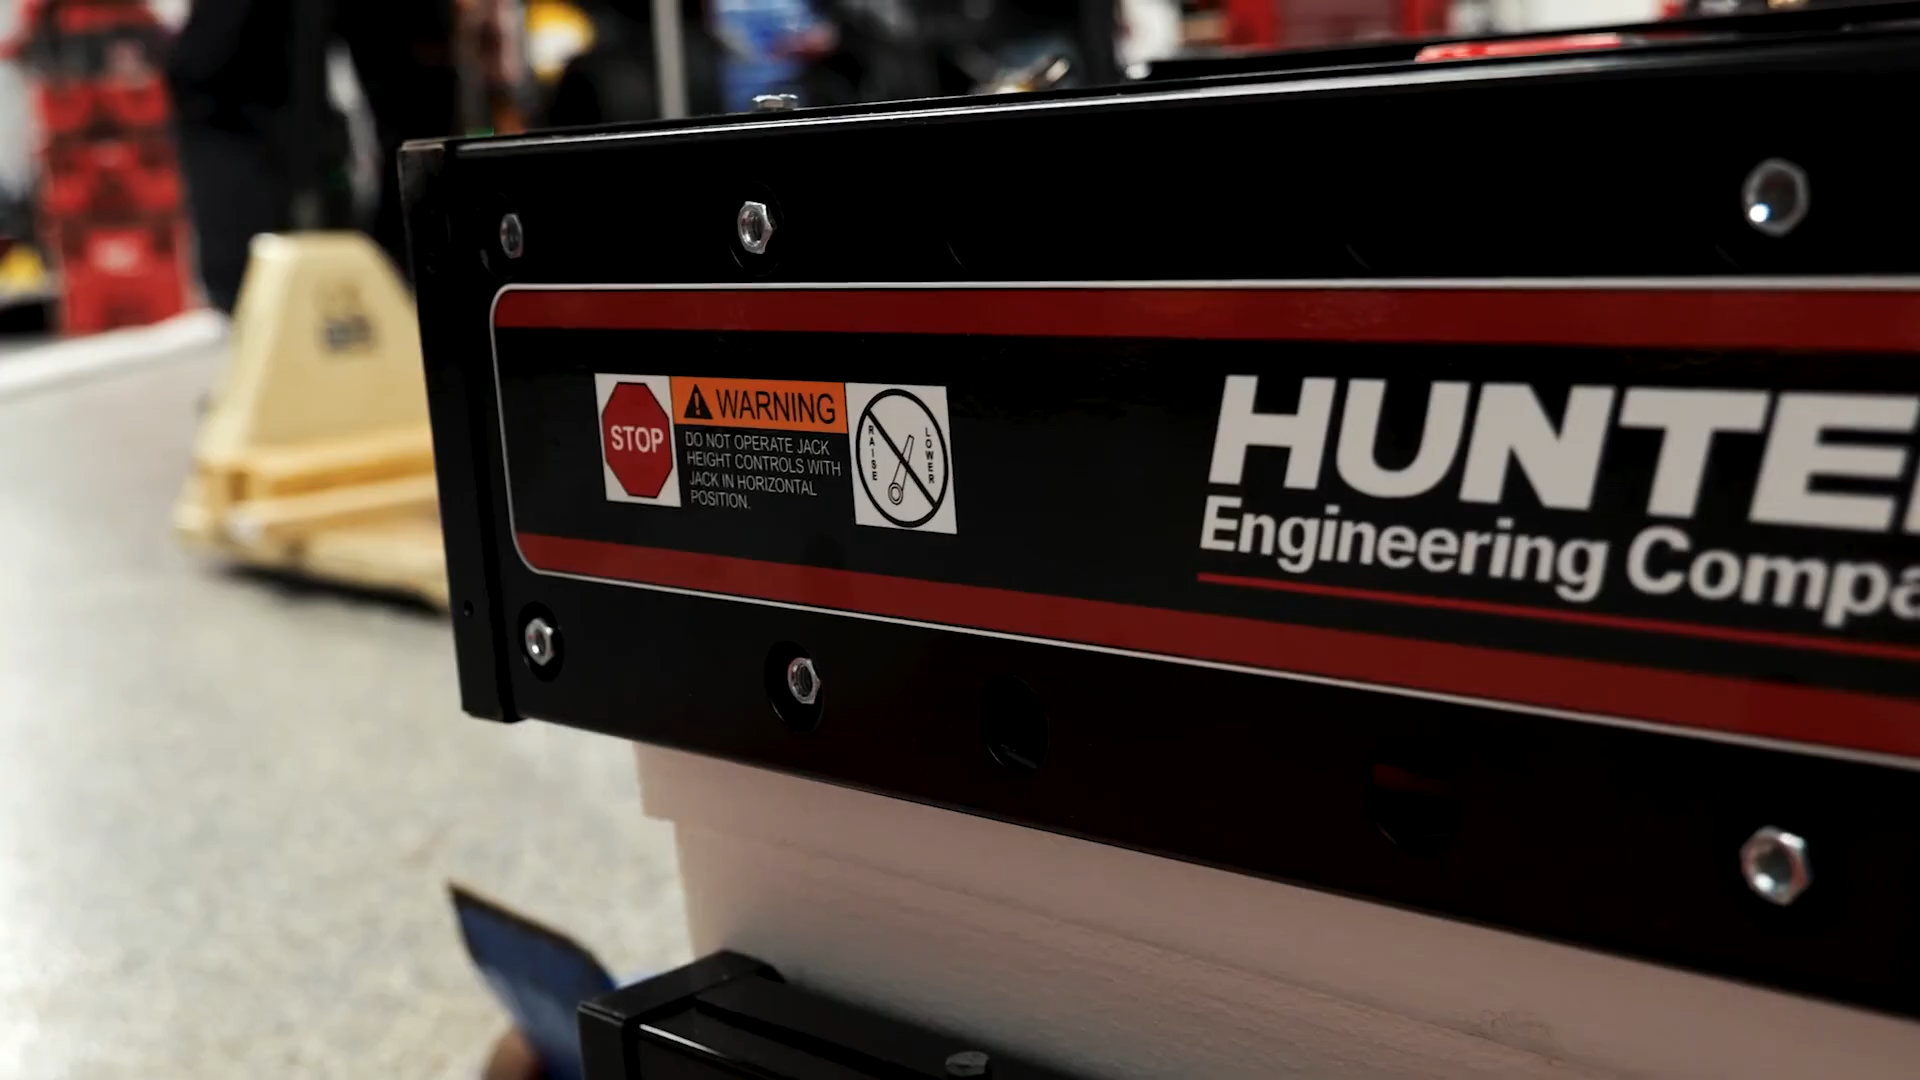 STOP
WARNING
DO NOT OPERATE JACK
HEIGHT CONTROLS WITH
JACK IN HORIZONTAL
POSITION.
RAISE
LOWER
HUNTE
Engineering Compa